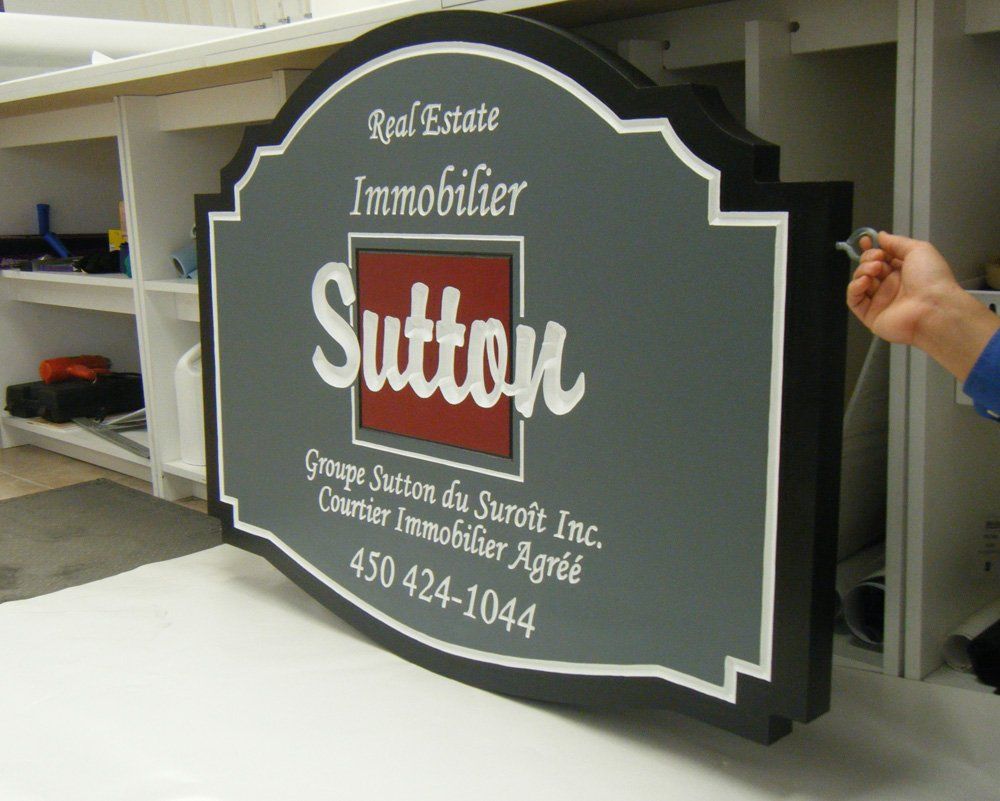 Real Estate
Immobilier
Sutton
Groupe Sutton du Suroît Inc.
Courtier Immobilier Agréé
450 424-1044